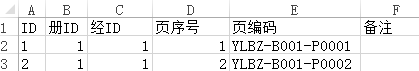 A B C D E F
1 ID 册ID 经ID 页序号 页编码 备注
2 1 1 1 1 YLBZ-B001-P0001
3 2 1 1 2 YLBZ-B001-P0002